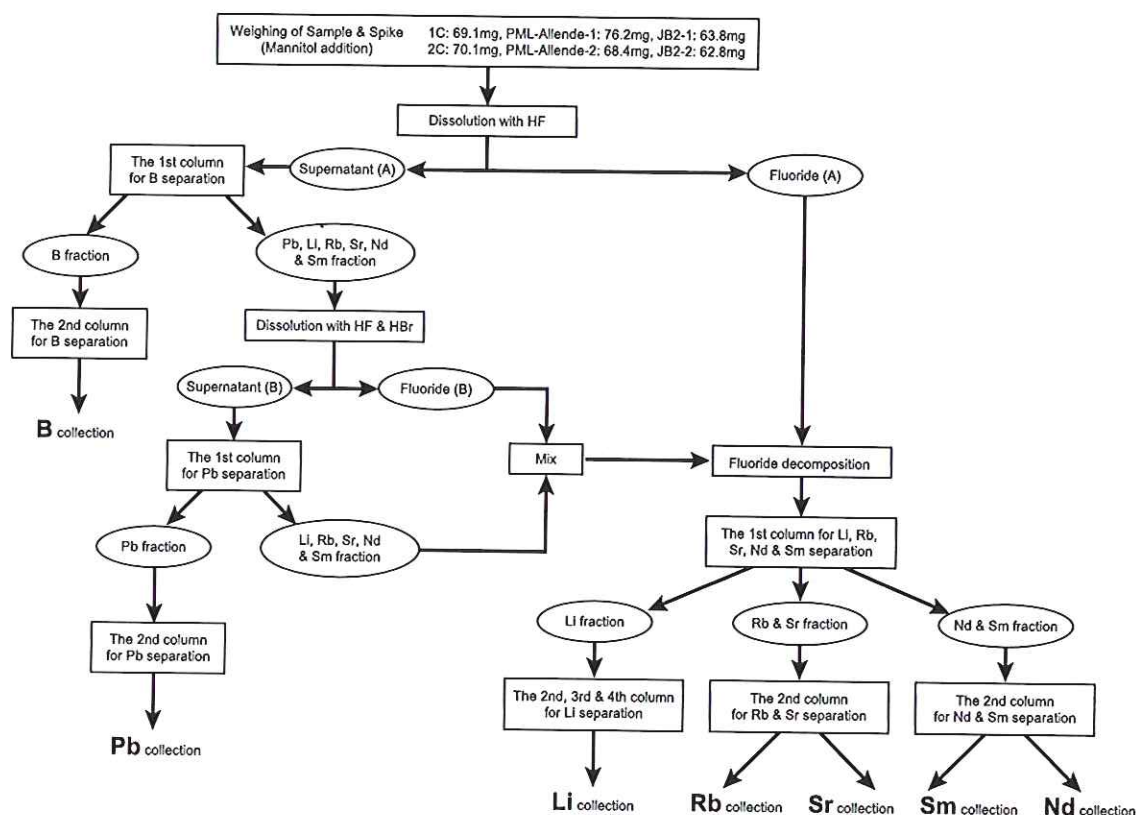 Weighing of Sample & Spike 1C: 69.1mg, PML-Allende-1: 76.2mg, JB2-1: 63.8mg
(Mannitol addition) 2C: 70.1mg, PML-Allende-2: 68.4mg, JB2-2: 62.8mg
Dissolution with HF
The 1st column
for B separation
Supernatant (A)
Fluoride (A)
B fraction
Pb, Li, Rb, Sr, Nd
& Sm fraction
The 2nd column
for B separation
Dissolution with HF & HBr
Supernatant (B)
Fluoride (B)
B collection
The 1st column
for Pb separation
Mix
Fluoride decomposition
Pb fraction
Li, Rb, Sr, Nd
& Sm fraction
The 1st column for Li, Rb,
Sr, Nd & Sm separation
Li fraction
Rb & Sr fraction
Nd & Sm fraction
The 2nd column
for Pb separation
The 2nd, 3rd & 4th column
for Li separation
The 2nd column
for Rb & Sr separation
The 2nd column
for Nd & Sm separation
Pb collection
Li collection
Rb collection
Sr collection
Sm collection
Nd collection